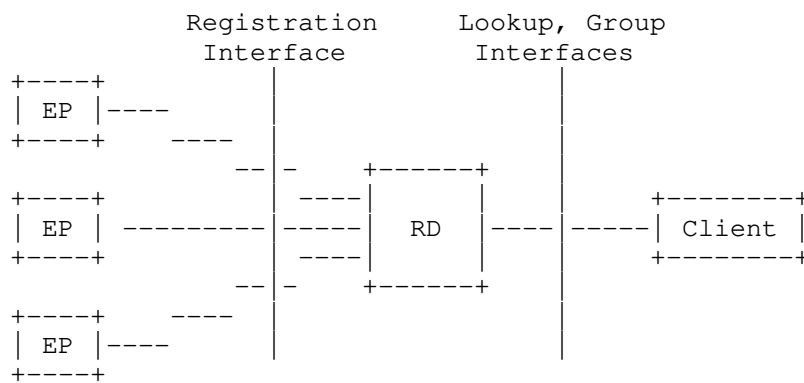 Registration Lookup, Group
Interface Interfaces
EP
EP RD Client
EP